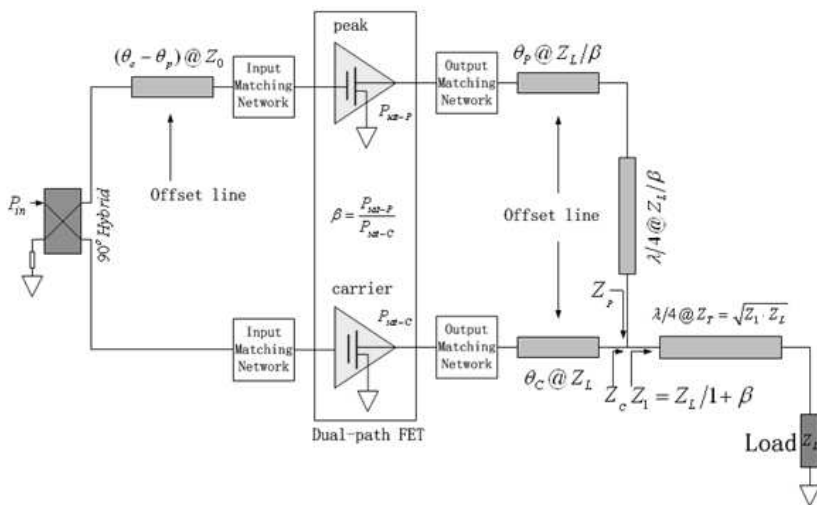 peak
(θc − θp)@Z0
Input
Matching
Network
Psat-P
Output
Matching
Network
θP@ZL/β
Offset line
Pin
90° Hybrid
β = Psat-P / Psat-C
Offset line
λ/4@ZL/β
carrier
Psat-C
ZP
λ/4@ZT = √Z1 · ZL
Input
Matching
Network
Output
Matching
Network
θC@ZL
ZC Z1 = ZL/1 + β
Dual-path FET
Load ZL